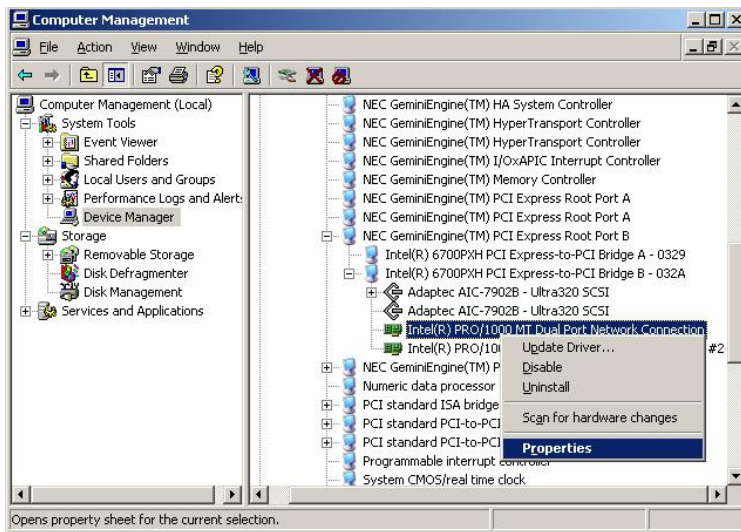 Computer Management
File Action View Window Help
Computer Management (Local)
System Tools
Event Viewer
Shared Folders
Local Users and Groups
Performance Logs and Alert
Device Manager
Storage
Removable Storage
Disk Defragmenter
Disk Management
Services and Applications
NEC GeminiEngine(TM) HA System Controller
NEC GeminiEngine(TM) HyperTransport Controller
NEC GeminiEngine(TM) HyperTransport Controller
NEC GeminiEngine(TM) I/OxAPIC Interrupt Controller
NEC GeminiEngine(TM) Memory Controller
NEC GeminiEngine(TM) PCI Express Root Port A
NEC GeminiEngine(TM) PCI Express Root Port A
NEC GeminiEngine(TM) PCI Express Root Port B
Intel(R) 6700PXH PCI Express-to-PCI Bridge A - 0329
Intel(R) 6700PXH PCI Express-to-PCI Bridge B - 032A
Adaptec AIC-7902B - Ultra320 SCSI
Adaptec AIC-7902B - Ultra320 SCSI
Intel(R) PRO/1000 MT Dual Port Network Connection
Intel(R) PRO/10 #2
NEC GeminiEngine(TM) P
Numeric data processor
PCI standard ISA bridge
PCI standard PCI-to-PC
PCI standard PCI-to-PC
Programmable interrupt controller
System CMOS/real time clock
Update Driver...
Disable
Uninstall
Scan for hardware changes
Properties
Opens property sheet for the current selection.